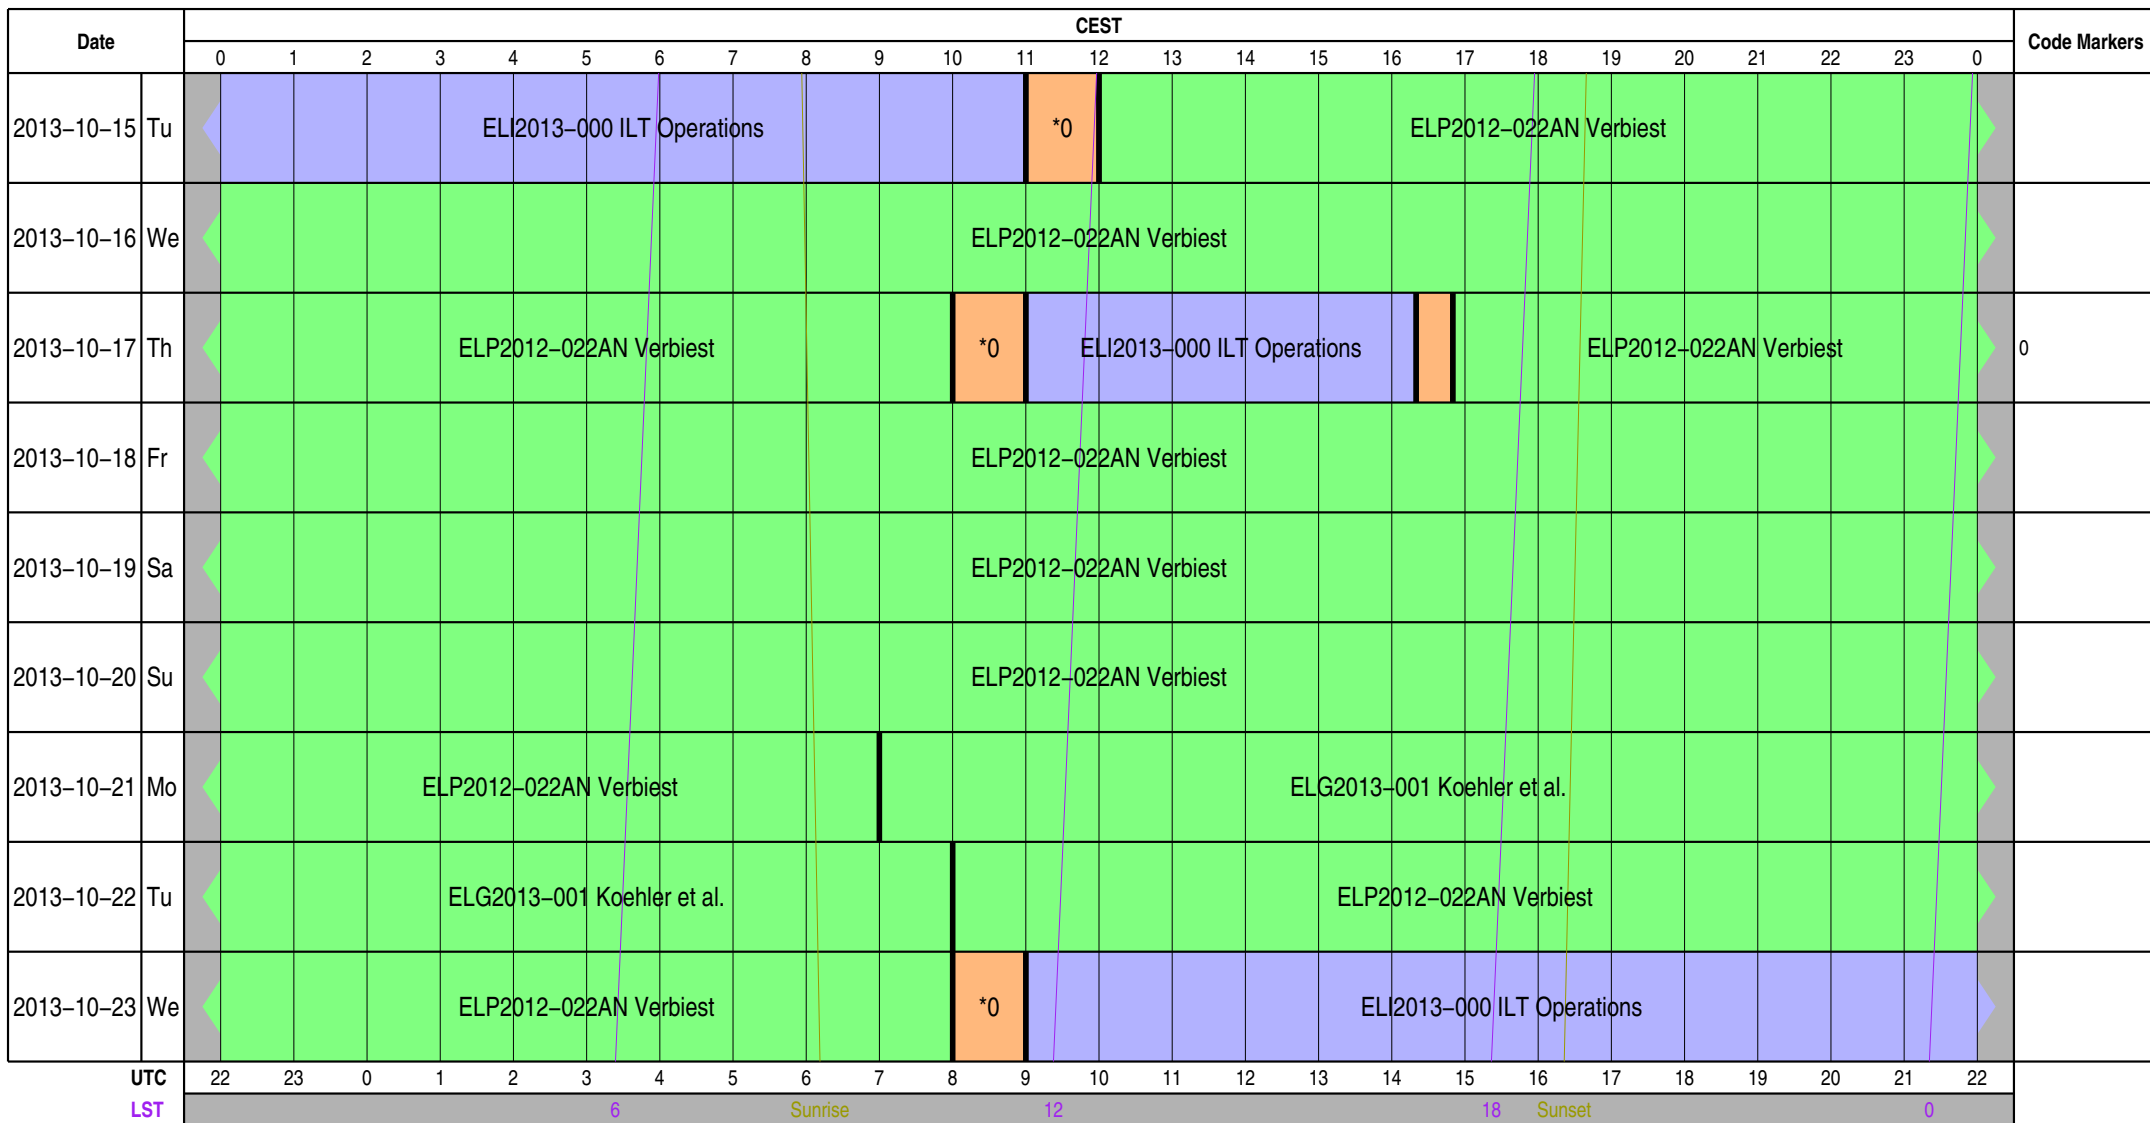 CEST
Date
Code Markers
0 1 2 3 4 5 6 7 8 9 10 11 12 13 14 15 16 17 18 19 20 21 22 23 0
2013−10−15 Tu ELI2013−000 ILT Operations *0 ELP2012−022AN Verbiest
2013−10−16 We ELP2012−022AN Verbiest
2013−10−17 Th ELP2012−022AN Verbiest *0 ELI2013−000 ILT Operations ELP2012−022AN Verbiest 0
2013−10−18 Fr ELP2012−022AN Verbiest
2013−10−19 Sa ELP2012−022AN Verbiest
2013−10−20 Su ELP2012−022AN Verbiest
2013−10−21 Mo ELP2012−022AN Verbiest ELG2013−001 Koehler et al.
2013−10−22 Tu ELG2013−001 Koehler et al. ELP2012−022AN Verbiest
2013−10−23 We ELP2012−022AN Verbiest *0 ELI2013−000 ILT Operations
UTC 22 23 0 1 2 3 4 5 6 7 8 9 10 11 12 13 14 15 16 17 18 19 20 21 22
LST 6 Sunrise 12 18 Sunset 0